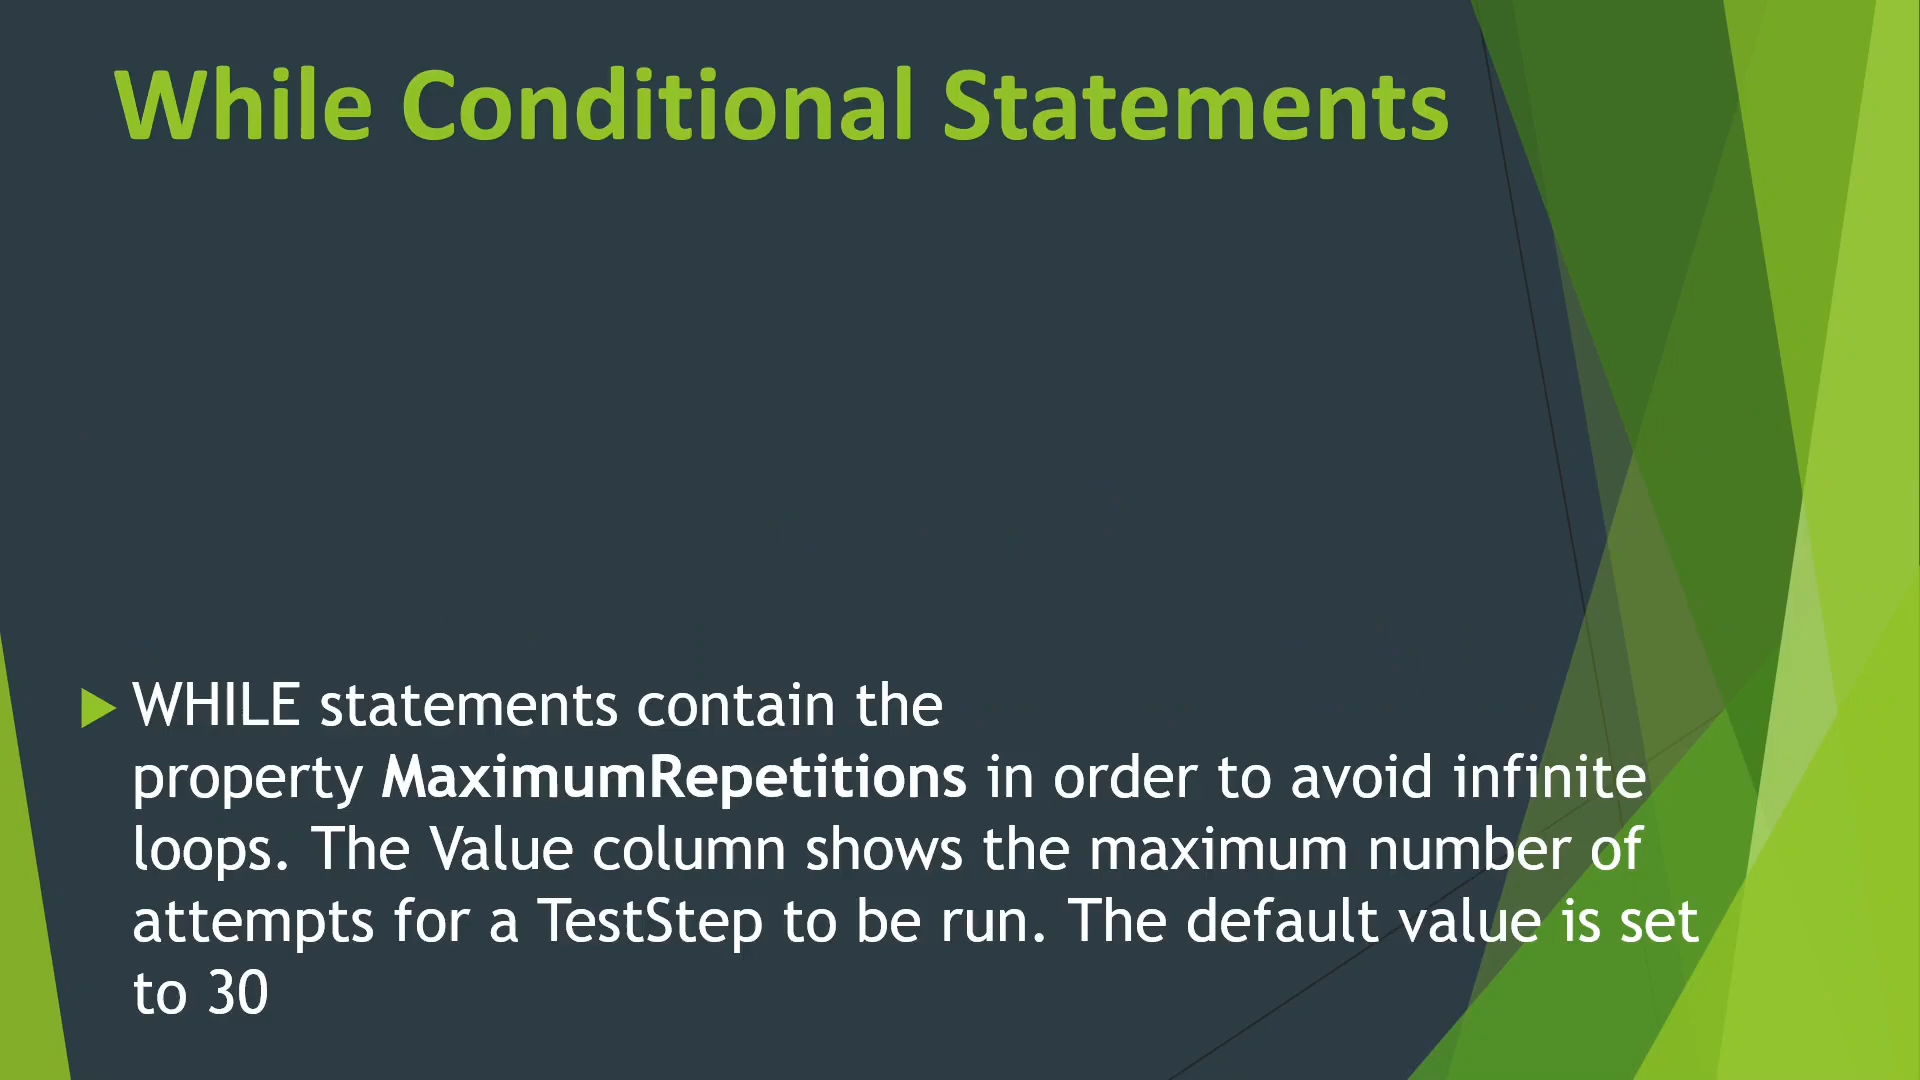 While Conditional Statements
WHILE statements contain the
property MaximumRepetitions in order to avoid infinite
loops. The Value column shows the maximum number of
attempts for a TestStep to be run. The default value is set
to 30